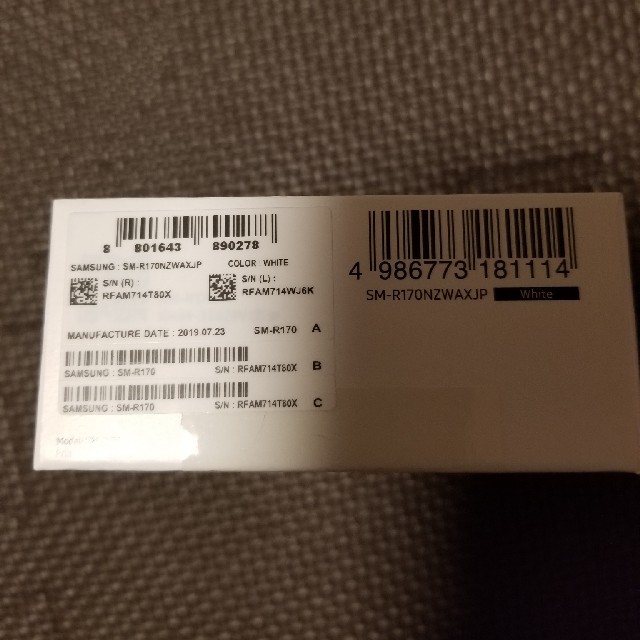 8 801643 890278
SAMSUNG : SM-R170NZWAXJP COLOR : WHITE
S/N (R) :
RFAM714T80X
S/N (L) :
RFAM714WJ6K
MANUFACTURE DATE : 2019.07.23 SM-R170 A
SAMSUNG : SM-R170 S/N : RFAM714T80X B
SAMSUNG : SM-R170 S/N : RFAM714T80X C
4 986773 181114
SM-R170NZWAXJP White